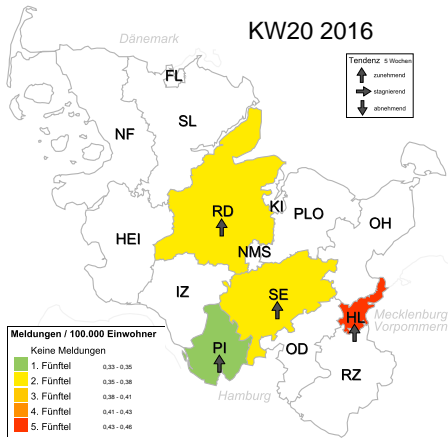 KW20 2016
Dänemark
Tendenz 5 Wochen
zunehmend
stagnierend
abnehmend
FL
SL
NF
KI
PLO
OH
RD
HEI
NMS
IZ
SE
HL
Mecklenburg
Vorpommern
PI
OD
RZ
Hamburg
Meldungen / 100.000 Einwohner
Keine Meldungen
1. Fünftel 0,33 - 0,35
2. Fünftel 0,35 - 0,38
3. Fünftel 0,38 - 0,41
4. Fünftel 0,41 - 0,43
5. Fünftel 0,43 - 0,46